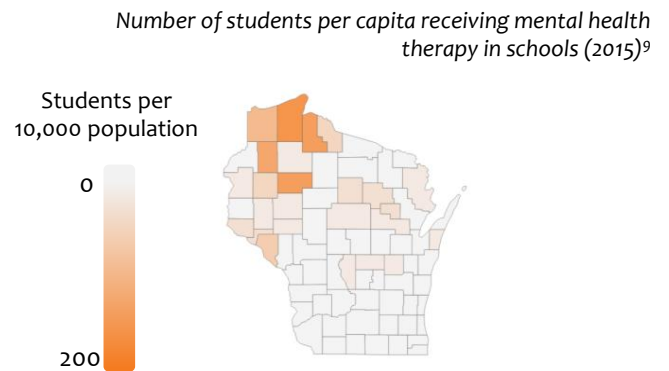 Number of students per capita receiving mental health
therapy in schools (2015)⁹
Students per
10,000 population
0
200